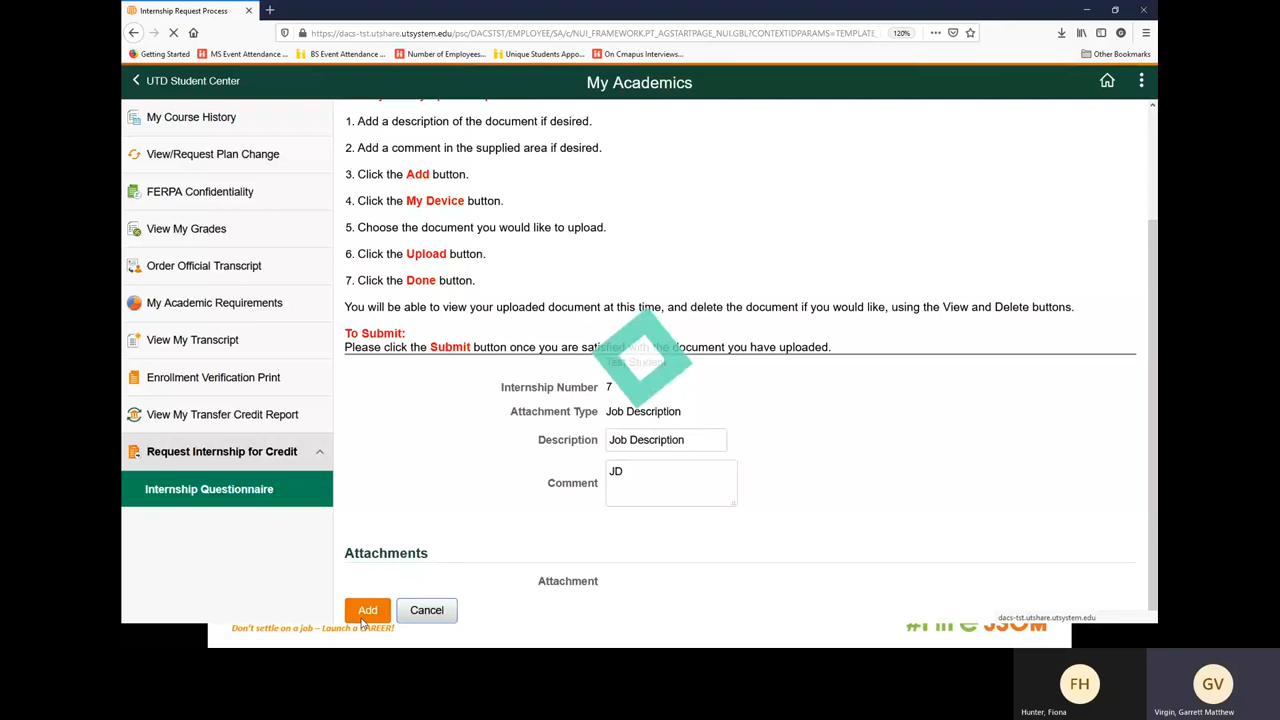 Internship Request Process
https://dacs-tst.utshare.utsystem.edu/psc/DACSTST/EMPLOYEE/SA/c/NUI_FRAMEWORK.PT_AGSTARTPAGE_NUI.GBL?CONTEXTIDPARAMS=TEMPLATE_
120%
Getting Started
MS Event Attendance ...
BS Event Attendance ...
Number of Employees...
Unique Students Appo...
On Cmapus Interviews...
Other Bookmarks
UTD Student Center
My Academics
My Course History
View/Request Plan Change
FERPA Confidentiality
View My Grades
Order Official Transcript
My Academic Requirements
View My Transcript
Enrollment Verification Print
View My Transfer Credit Report
Request Internship for Credit
Internship Questionnaire
1. Add a description of the document if desired.
2. Add a comment in the supplied area if desired.
3. Click the Add button.
4. Click the My Device button.
5. Choose the document you would like to upload.
6. Click the Upload button.
7. Click the Done button.
You will be able to view your uploaded document at this time, and delete the document if you would like, using the View and Delete buttons.
To Submit:
Please click the Submit button once you are satisfied with the document you have uploaded.
Test Student
Internship Number 7
Attachment Type Job Description
Description Job Description
Comment JD
Attachments
Attachment
Add Cancel
dacs-tst.utshare.utsystem.edu
Don't settle on a job – Launch a CAREER!
FH
GV
Hunter, Fiona
Virgin, Garrett Matthew